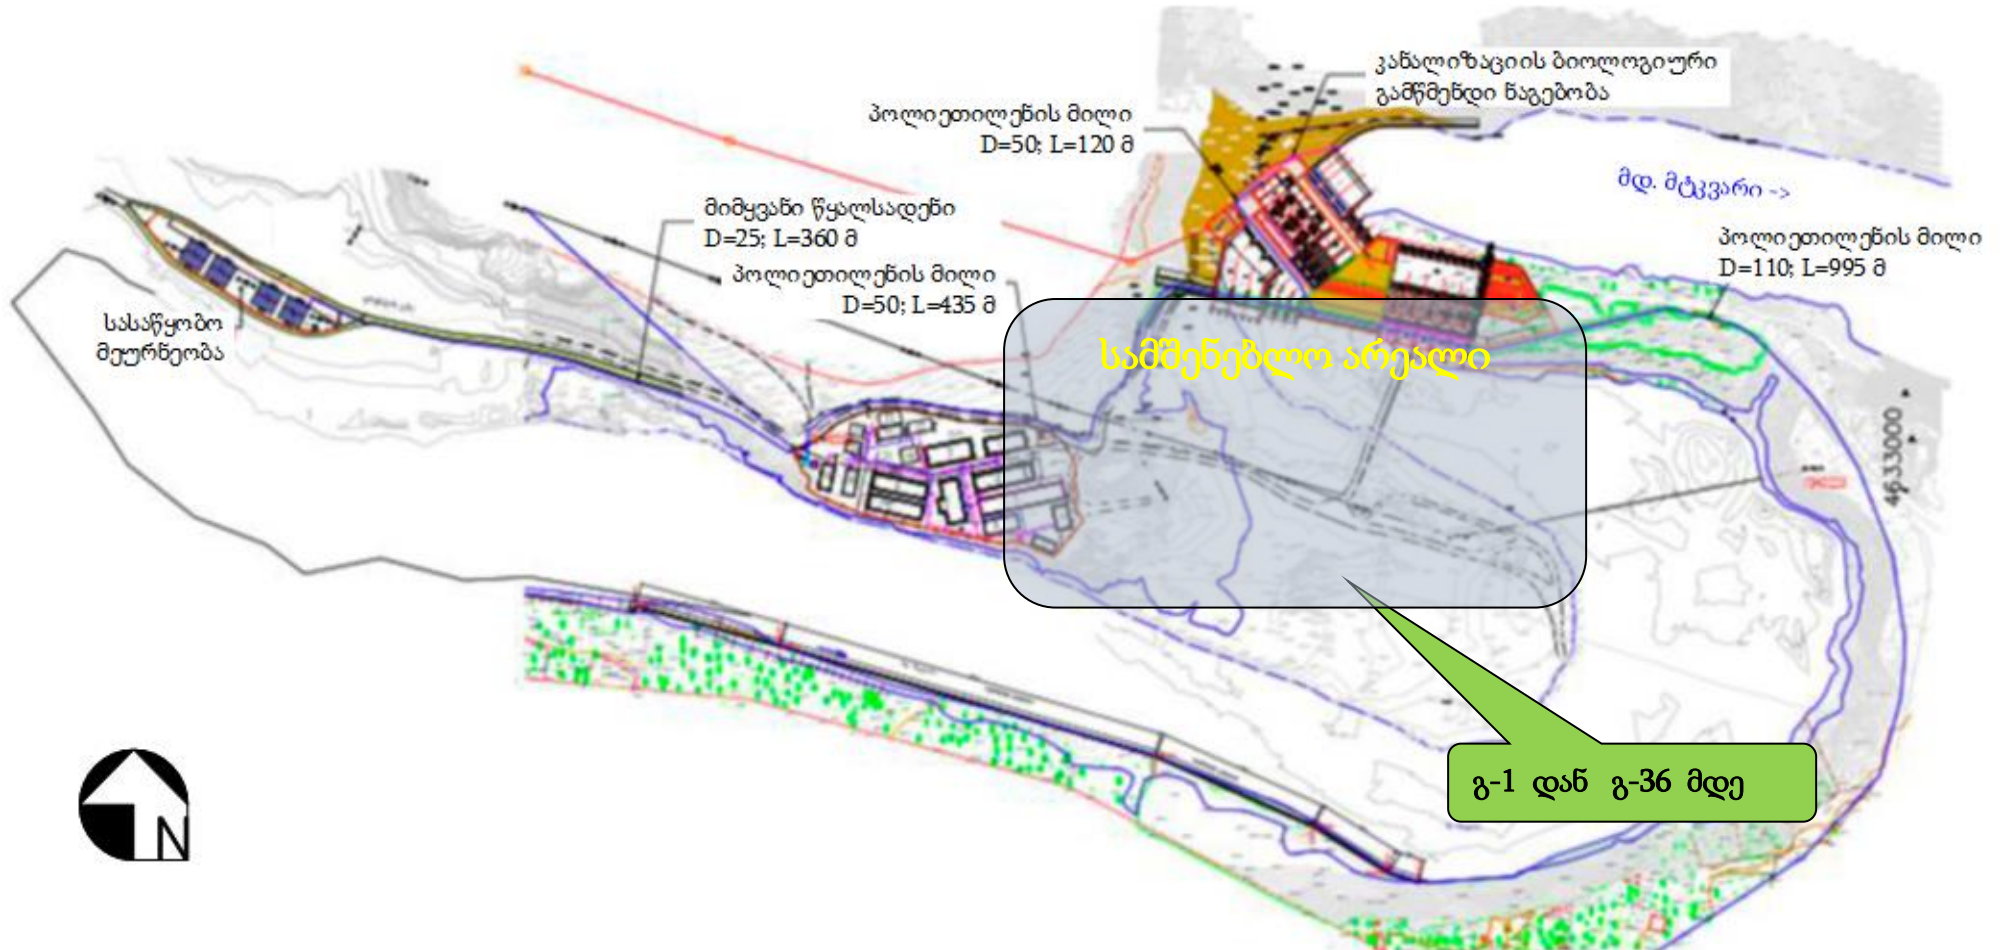 კანალიზაციის ბიოლოგიური
გამწმენდი ნაგებობა
პოლიეთილენის მილი
D=50; L=120 მ
მდ. მტკვარი ->
მიმყვანი წყალსადენი
D=25; L=360 მ
პოლიეთილენის მილი
D=110; L=995 მ
პოლიეთილენის მილი
D=50; L=435 მ
სასაწყობო
მეურნეობა
სამშენებლო არეალი
4633000
გ-1 დან გ-36 მდე
N